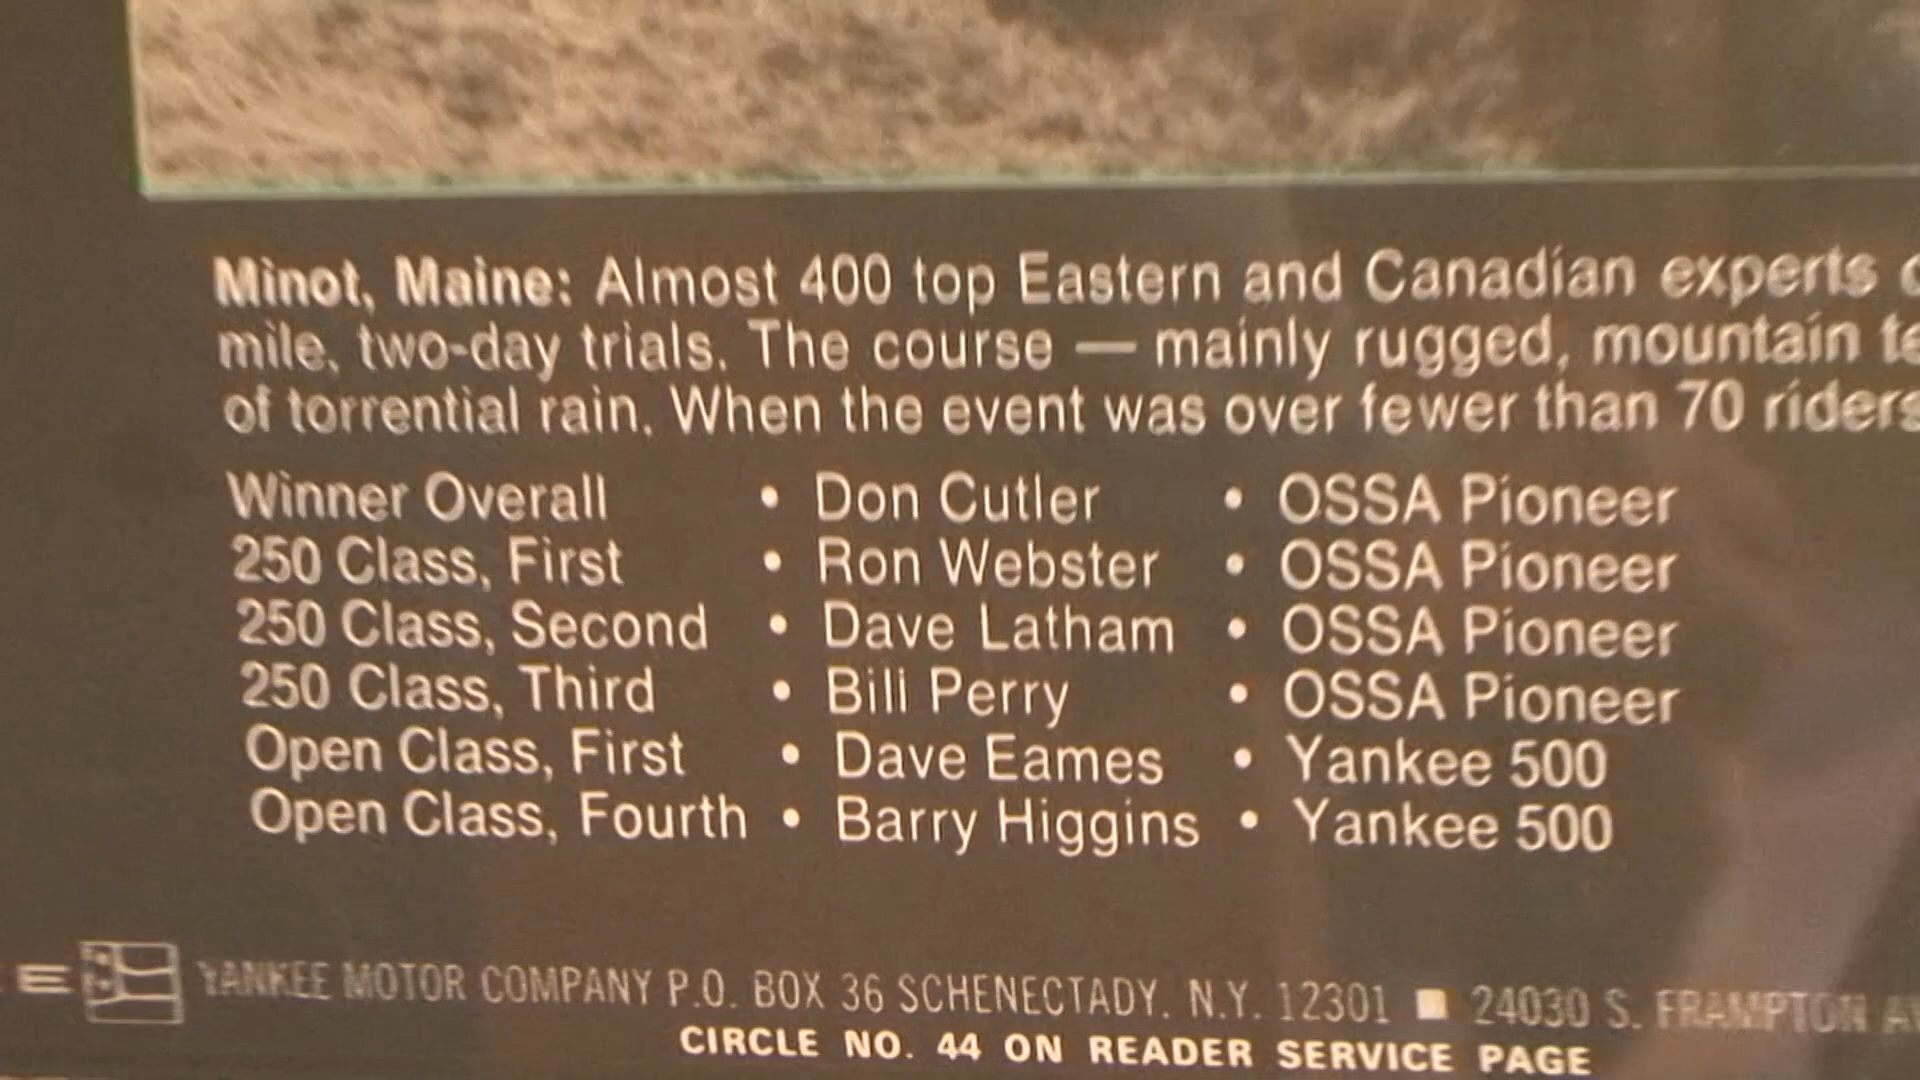 Minot, Maine: Almost 400 top Eastern and Canadian experts
mile, two-day trials. The course — mainly rugged, mountain
of torrential rain. When the event was over fewer than 70 riders
Winner Overall • Don Cutler • OSSA Pioneer
250 Class, First • Ron Webster • OSSA Pioneer
250 Class, Second • Dave Latham • OSSA Pioneer
250 Class, Third • Bill Perry • OSSA Pioneer
Open Class, First • Dave Eames • Yankee 500
Open Class, Fourth • Barry Higgins • Yankee 500
E YANKEE MOTOR COMPANY P.O. BOX 36 SCHENECTADY, N.Y. 12301 ■ 24030 S. FRAMPTON
CIRCLE NO. 44 ON READER SERVICE PAGE